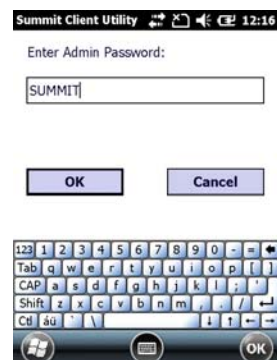 Summit Client Utility 12:16
Enter Admin Password:
SUMMIT
OK Cancel
123 1 2 3 4 5 6 7 8 9 0 - =
Tab q w e r t y u i o p [ ]
CAP a s d f g h j k l ; '
Shift z x c v b n m , . /
Ctl áü ` \
OK